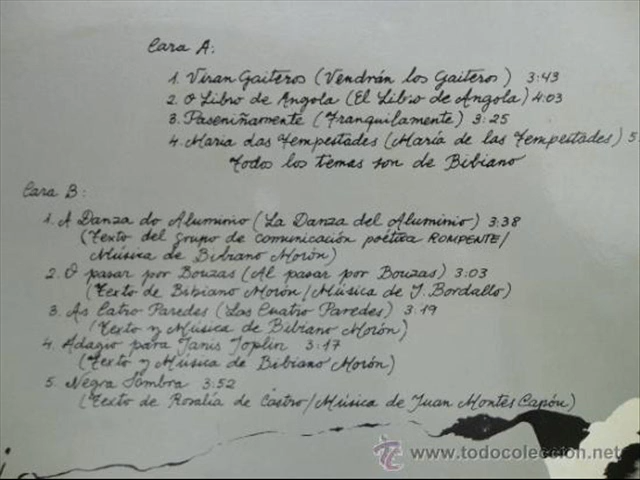 Cara A:
1. Viran Gaiteros (Vendrán los Gaiteros) 3:43
2. O Libro de Angola (El Libro de Angola) 4:03
3. Paseniñamente (Tranquilamente) 3:25
4. Maria das Tempestades (María de las Tempestades) 5
Todos los temas son de Bibiano
Cara B:
1. A Danza do Aluminio (La Danza del Aluminio) 3:38
(Texto del grupo de comunicación poética ROMPENTE/
Música de Bibiano Morón)
2. O pasar por Bouzas (Al pasar por Bouzas) 3:03
(Texto de Bibiano Morón/Música de J. Bordallo)
3. As Catro Paredes (Las Cuatro Paredes) 3:19
(Texto y Música de Bibiano Morón)
4. Adagio para Janis Joplin 3:17
(Texto y Música de Bibiano Morón)
5. Negra Sombra 3:52
(Texto de Rosalía de Castro/Música de Juan Montes Capón)
todocoleccion
www.todocoleccion.net